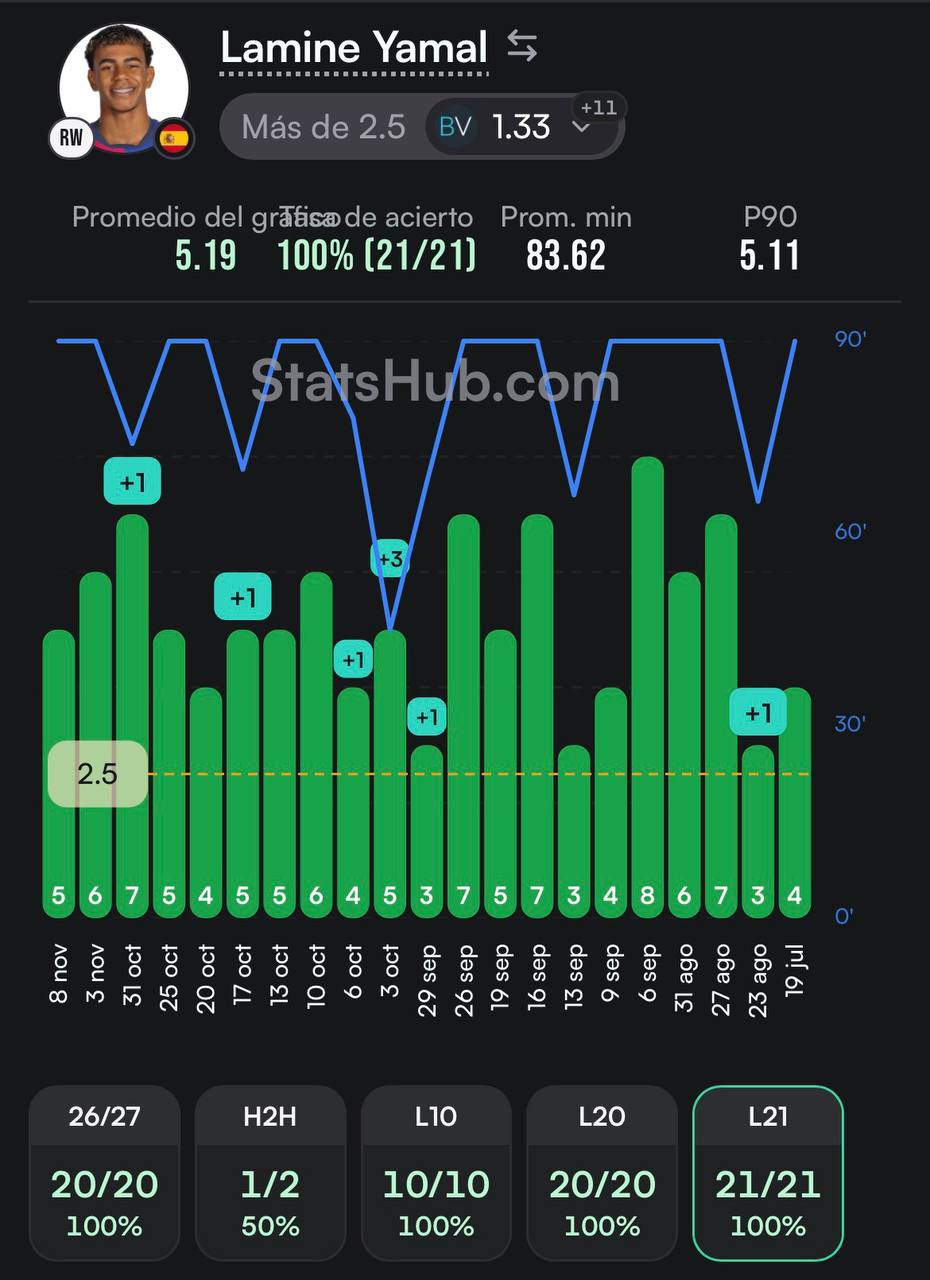 Lamine Yamal
RW
Más de 2.5 BV 1.33 +11
Promedio del gráfico Tasa de acierto Prom. min P90
5.19 100% (21/21) 83.62 5.11
StatsHub.com
90'
60'
30'
0'
+1
+1
+1
+3
+1
+1
2.5
5 6 7 5 4 5 5 6 4 5 3 7 5 7 3 4 8 6 7 3 4
8 nov 3 nov 31 oct 25 oct 20 oct 17 oct 13 oct 10 oct 6 oct 3 oct 29 sep 26 sep 19 sep 16 sep 13 sep 9 sep 6 sep 31 ago 27 ago 23 ago 19 jul
26/27 H2H L10 L20 L21
20/20 1/2 10/10 20/20 21/21
100% 50% 100% 100% 100%